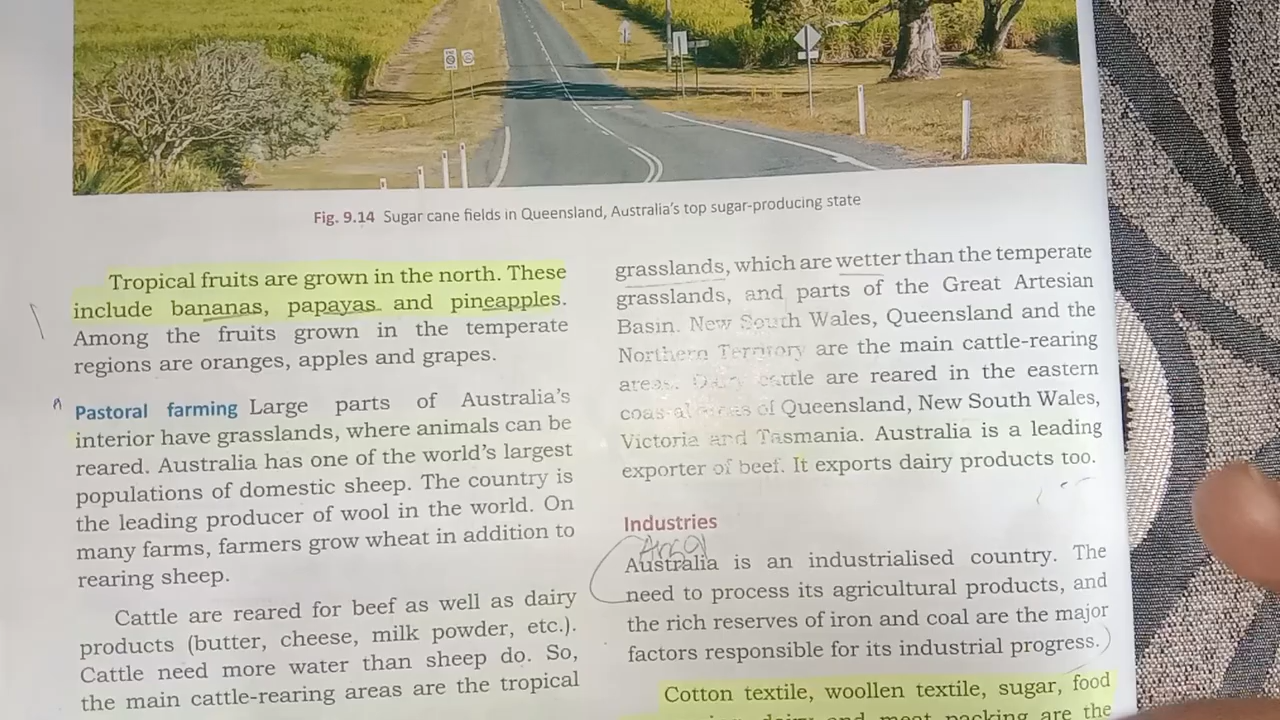 Fig. 9.14 Sugar cane fields in Queensland, Australia's top sugar-producing state
Tropical fruits are grown in the north. These
include bananas, papayas and pineapples.
Among the fruits grown in the temperate
regions are oranges, apples and grapes.
Pastoral farming Large parts of Australia's
interior have grasslands, where animals can be
reared. Australia has one of the world's largest
populations of domestic sheep. The country is
the leading producer of wool in the world. On
many farms, farmers grow wheat in addition to
rearing sheep.
Cattle are reared for beef as well as dairy
products (butter, cheese, milk powder, etc.).
Cattle need more water than sheep do. So,
the main cattle-rearing areas are the tropical
grasslands, which are wetter than the temperate
grasslands, and parts of the Great Artesian
Basin. New South Wales, Queensland and the
Northern Territory are the main cattle-rearing
areas. Dairy cattle are reared in the eastern
coastal areas of Queensland, New South Wales,
Victoria and Tasmania. Australia is a leading
exporter of beef. It exports dairy products too.
Industries
Australia is an industrialised country. The
need to process its agricultural products, and
the rich reserves of iron and coal are the major
factors responsible for its industrial progress.
Cotton textile, woollen textile, sugar, food
dairy and meat packing are the